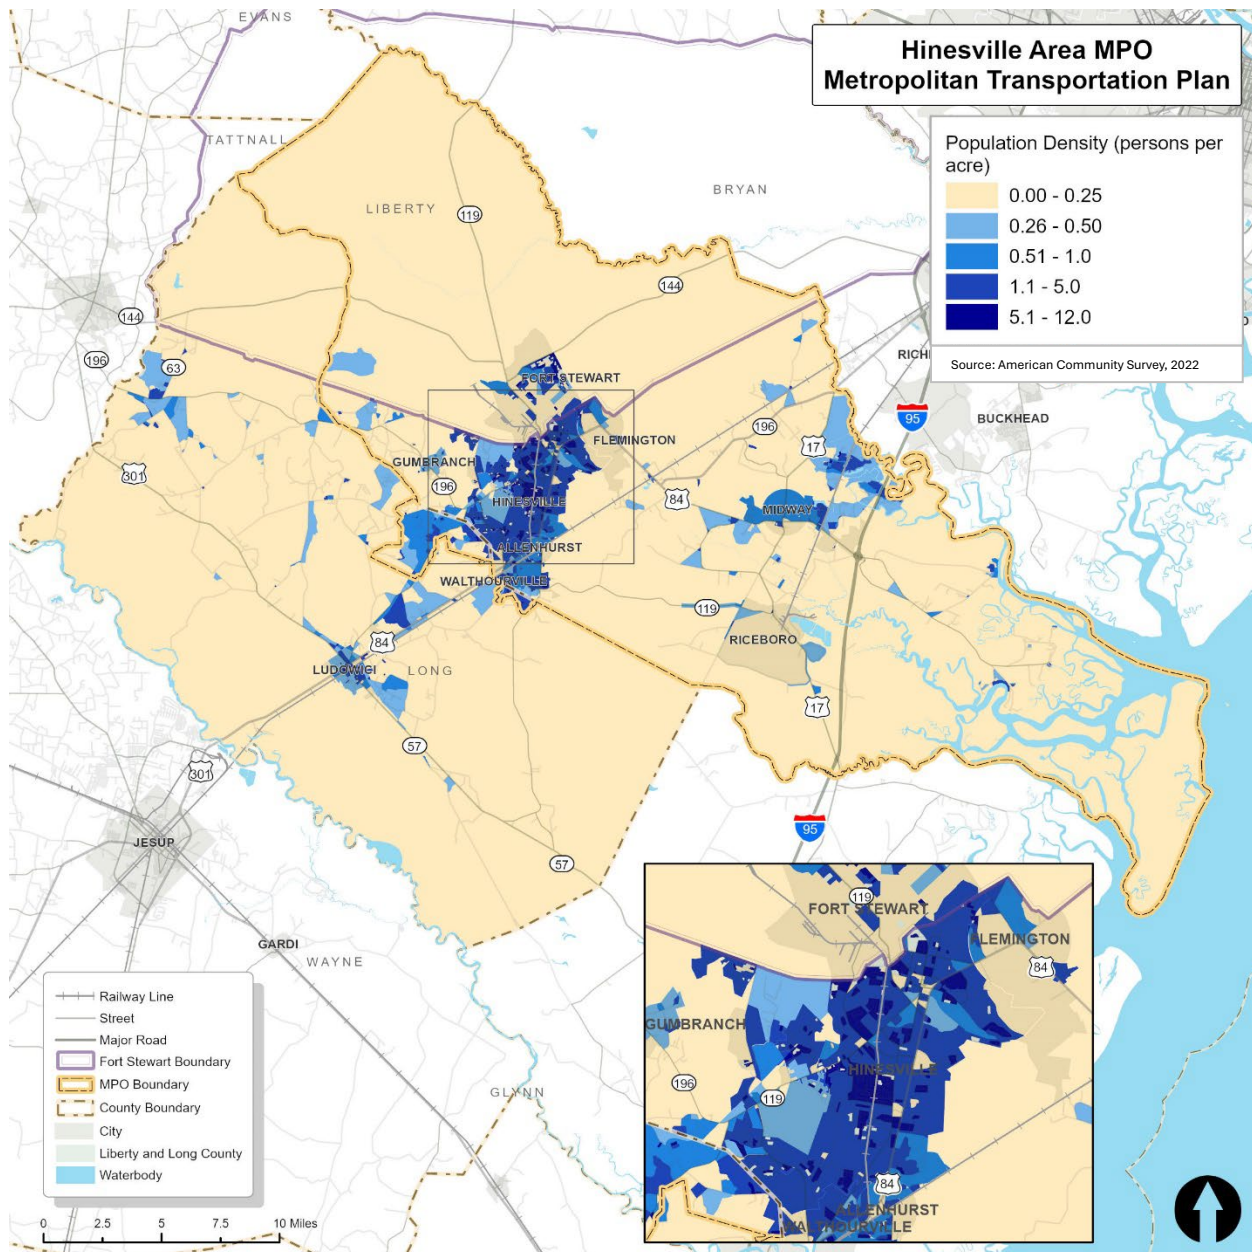 EVANS
Hinesville Area MPO
Metropolitan Transportation Plan
Population Density (persons per
acre)
0.00 - 0.25
0.26 - 0.50
0.51 - 1.0
1.1 - 5.0
5.1 - 12.0
Source: American Community Survey, 2022
TATTNALL
BRYAN
LIBERTY
119
144
144
196
63
RICHI
95
BUCKHEAD
FORT STEWART
FLEMINGTON
196
17
GUMBRANCH
301
196
84
HINESVILLE
MIDWAY
ALLENHURST
WALTHOURVILLE
119
RICEBORO
84
LUDOWICI
LONG
17
57
301
95
JESUP
57
GARDI
WAYNE
GLYNN
119
FORT STEWART
FLEMINGTON
84
GUMBRANCH
HINESVILLE
196
119
84
ALLENHURST
WALTHOURVILLE
Railway Line
Street
Major Road
Fort Stewart Boundary
MPO Boundary
County Boundary
City
Liberty and Long County
Waterbody
0 2.5 5 7.5 10 Miles